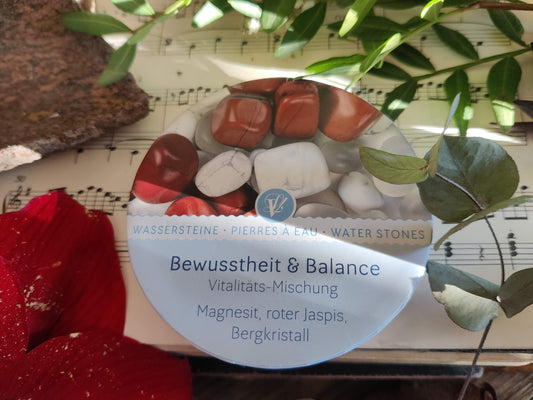 WASSERSTEINE · PIERRES À EAU · WATER STONES
Bewusstheit & Balance
Vitalitäts-Mischung
Magnesit, roter Jaspis,
Bergkristall